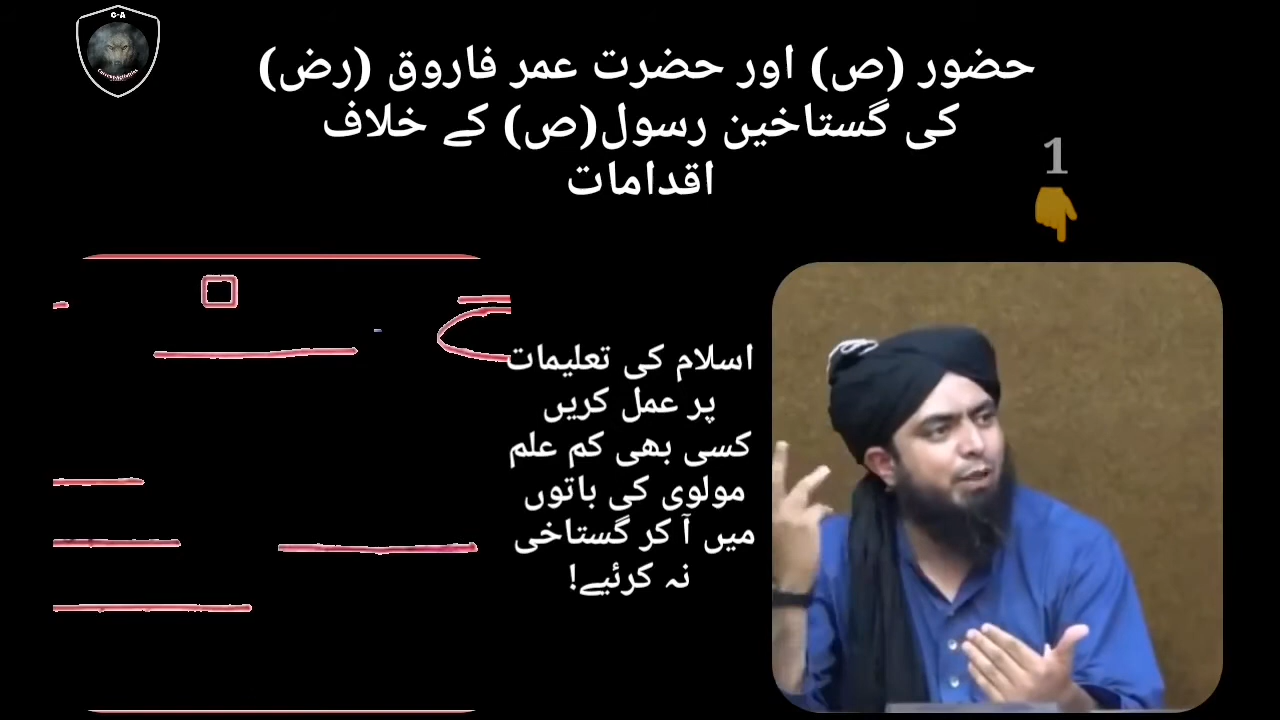 C-A
حضور (ص) اور حضرت عمر فاروق (رض)
کی گستاخین رسول(ص) کے خلاف
اقدامات
1
اسلام کی تعلیمات
پر عمل کریں
کسی بھی کم علم
مولوی کی باتوں
میں آ کر گستاخی
نہ کرئیے!